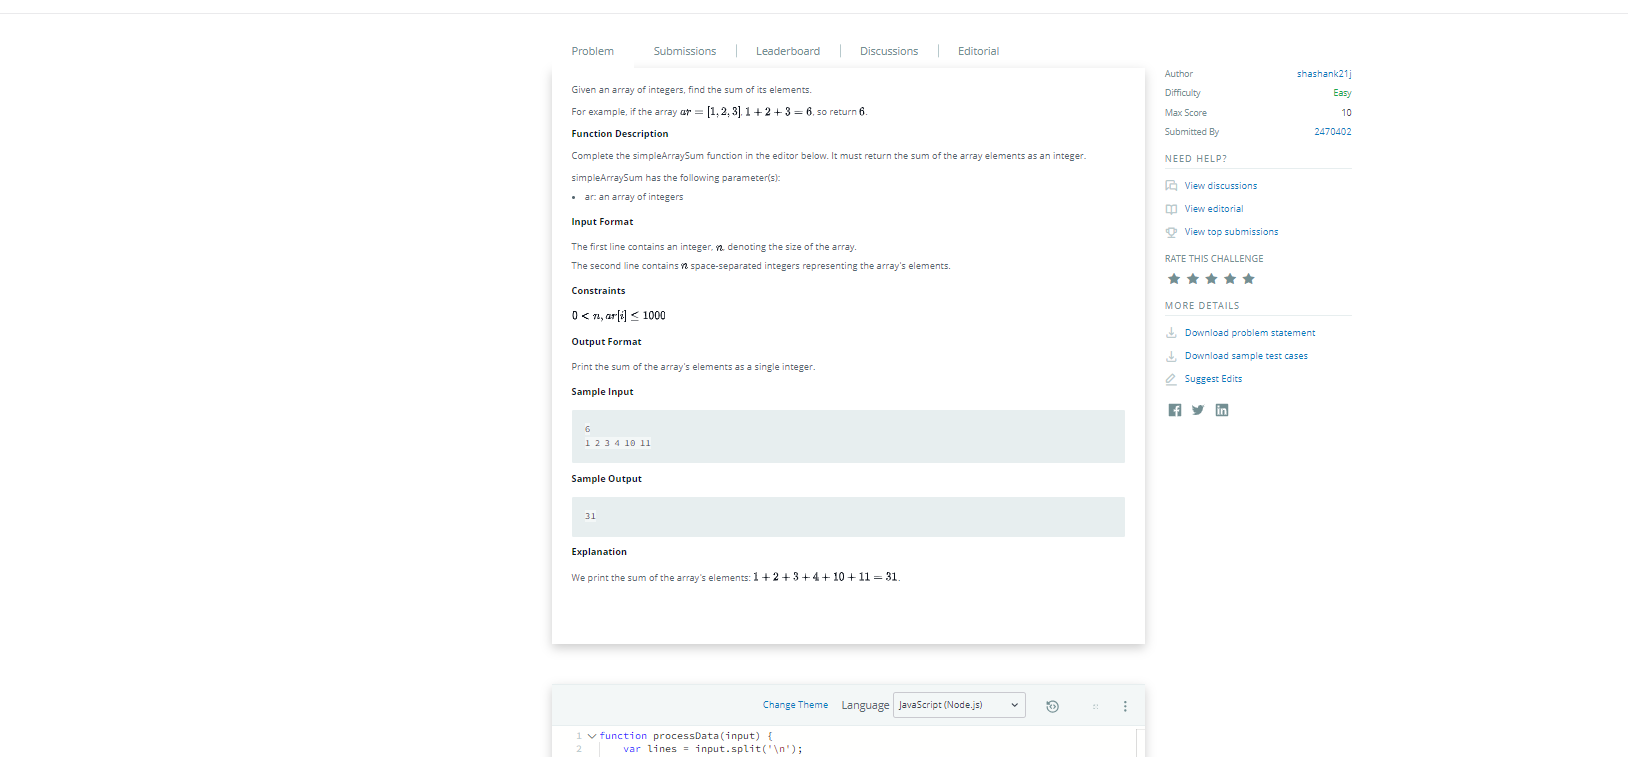 Problem
Submissions
Leaderboard
Discussions
Editorial
Given an array of integers, find the sum of its elements.
For example, if the array ar = [1, 2, 3], 1 + 2 + 3 = 6, so return 6.
Function Description
Complete the simpleArraySum function in the editor below. It must return the sum of the array elements as an integer.
simpleArraySum has the following parameter(s):
• ar: an array of integers
Input Format
The first line contains an integer, n, denoting the size of the array.
The second line contains n space-separated integers representing the array's elements.
Constraints
0 < n, ar[i] ≤ 1000
Output Format
Print the sum of the array's elements as a single integer.
Sample Input
6
1 2 3 4 10 11
Sample Output
31
Explanation
We print the sum of the array's elements: 1 + 2 + 3 + 4 + 10 + 11 = 31.
Author shashank21j
Difficulty Easy
Max Score 10
Submitted By 2470402
NEED HELP?
View discussions
View editorial
View top submissions
RATE THIS CHALLENGE
MORE DETAILS
Download problem statement
Download sample test cases
Suggest Edits
Change Theme Language JavaScript (Node.js)
1 function processData(input) {
2 var lines = input.split('\n');